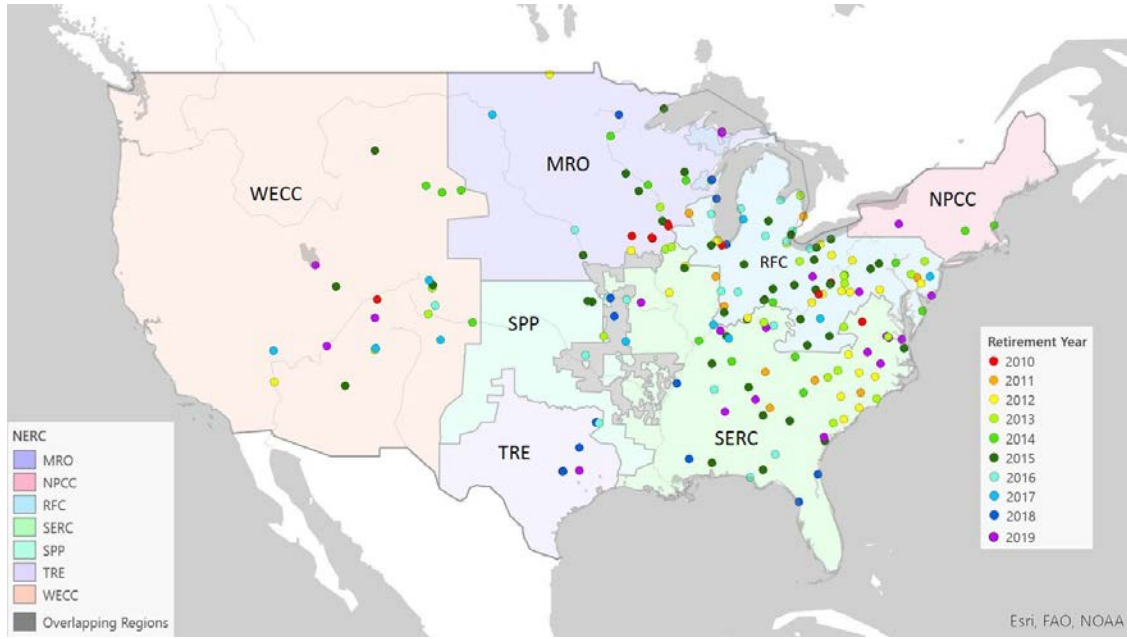 MRO
WECC
NPCC
RFC
SPP
SERC
TRE
Retirement Year
2010
2011
2012
2013
2014
2015
2016
2017
2018
2019
NERC
MRO
NPCC
RFC
SERC
SPP
TRE
WECC
Overlapping Regions
Esri, FAO, NOAA